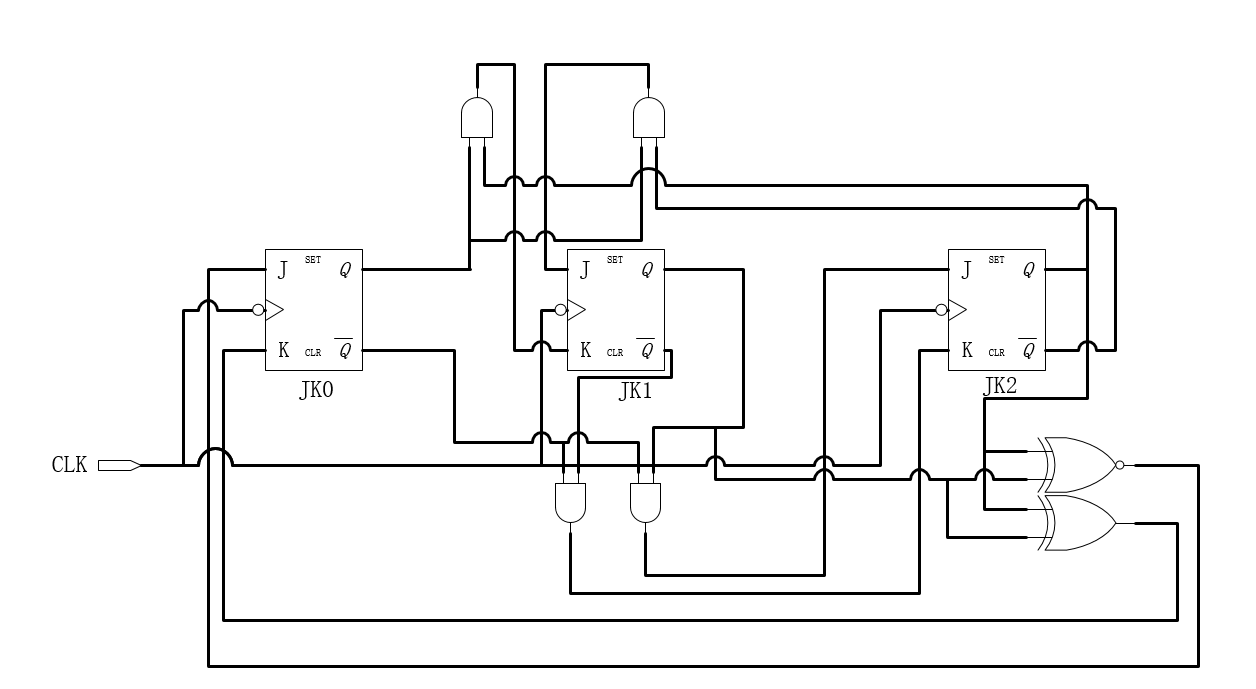 J SET Q
K CLR Q̅
JK0
J SET Q
K CLR Q̅
JK1
J SET Q
K CLR Q̅
JK2
CLK